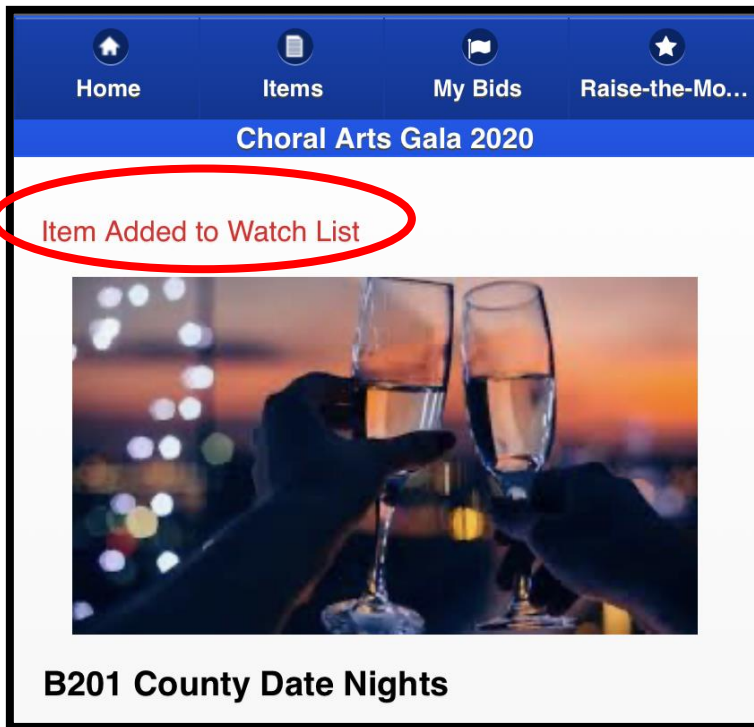 Home Items My Bids Raise-the-Mo...
Choral Arts Gala 2020
Item Added to Watch List
B201 County Date Nights